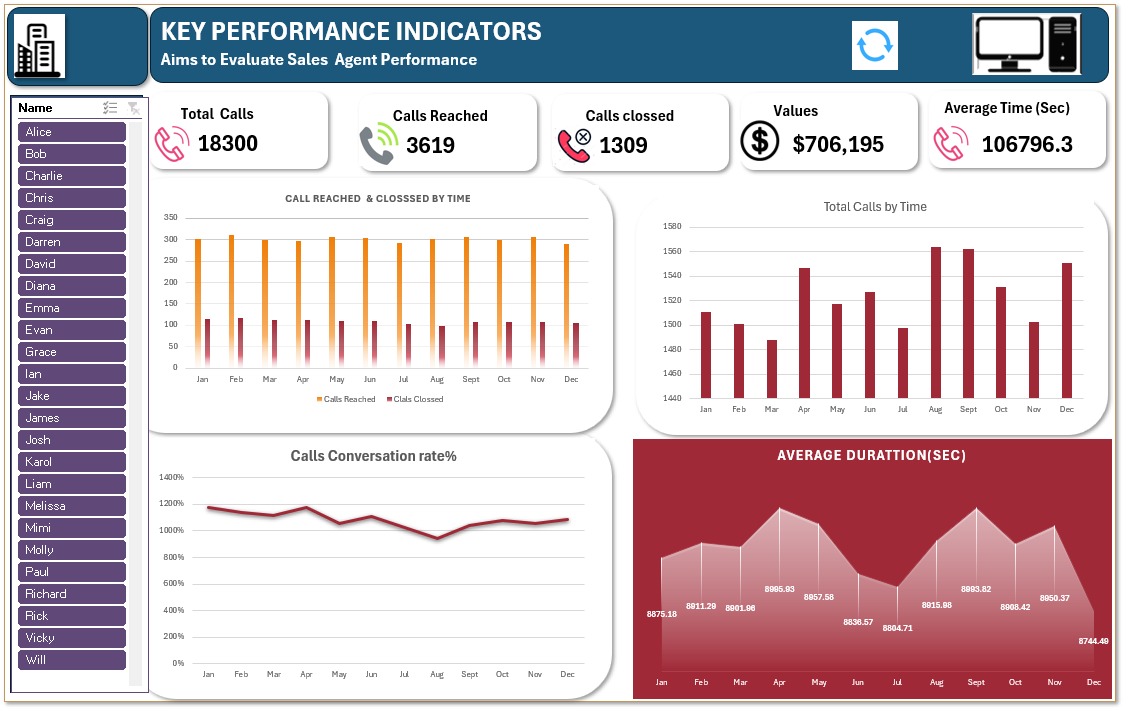 KEY PERFORMANCE INDICATORS
Aims to Evaluate Sales Agent Performance
Name
Alice
Bob
Charlie
Chris
Craig
Darren
David
Diana
Emma
Evan
Grace
Ian
Jake
James
Josh
Karol
Liam
Melissa
Mimi
Molly
Paul
Richard
Rick
Vicky
Will
Total Calls
18300
Calls Reached
3619
Calls clossed
1309
Values
$706,195
Average Time (Sec)
106796.3
CALL REACHED & CLOSSSED BY TIME
350
300
250
200
150
100
50
0
Jan Feb Mar Apr May Jun Jul Aug Sept Oct Nov Dec
Calls Reached Clals Clossed
Total Calls by Time
1580
1560
1540
1520
1500
1480
1460
1440
Jan Feb Mar Apr May Jun Jul Aug Sept Oct Nov Dec
Calls Conversation rate%
1400%
1200%
1000%
800%
600%
400%
200%
0%
Jan Feb Mar Apr May Jun Jul Aug Sept Oct Nov Dec
AVERAGE DURATTION(SEC)
8875.18 8911.29 8901.96 8995.93 8957.58 8836.57 8804.71 8915.98 8993.82 8908.42 8950.37 8744.49
Jan Feb Mar Apr May Jun Jul Aug Sept Oct Nov Dec